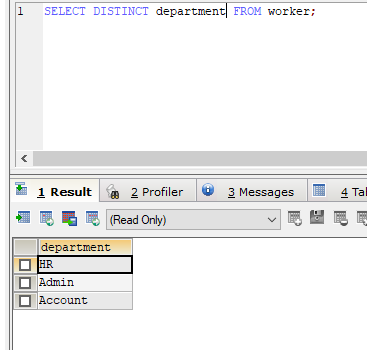 1 SELECT DISTINCT department FROM worker;
1 Result 2 Profiler 3 Messages 4 Tal
(Read Only)
department
HR
Admin
Account